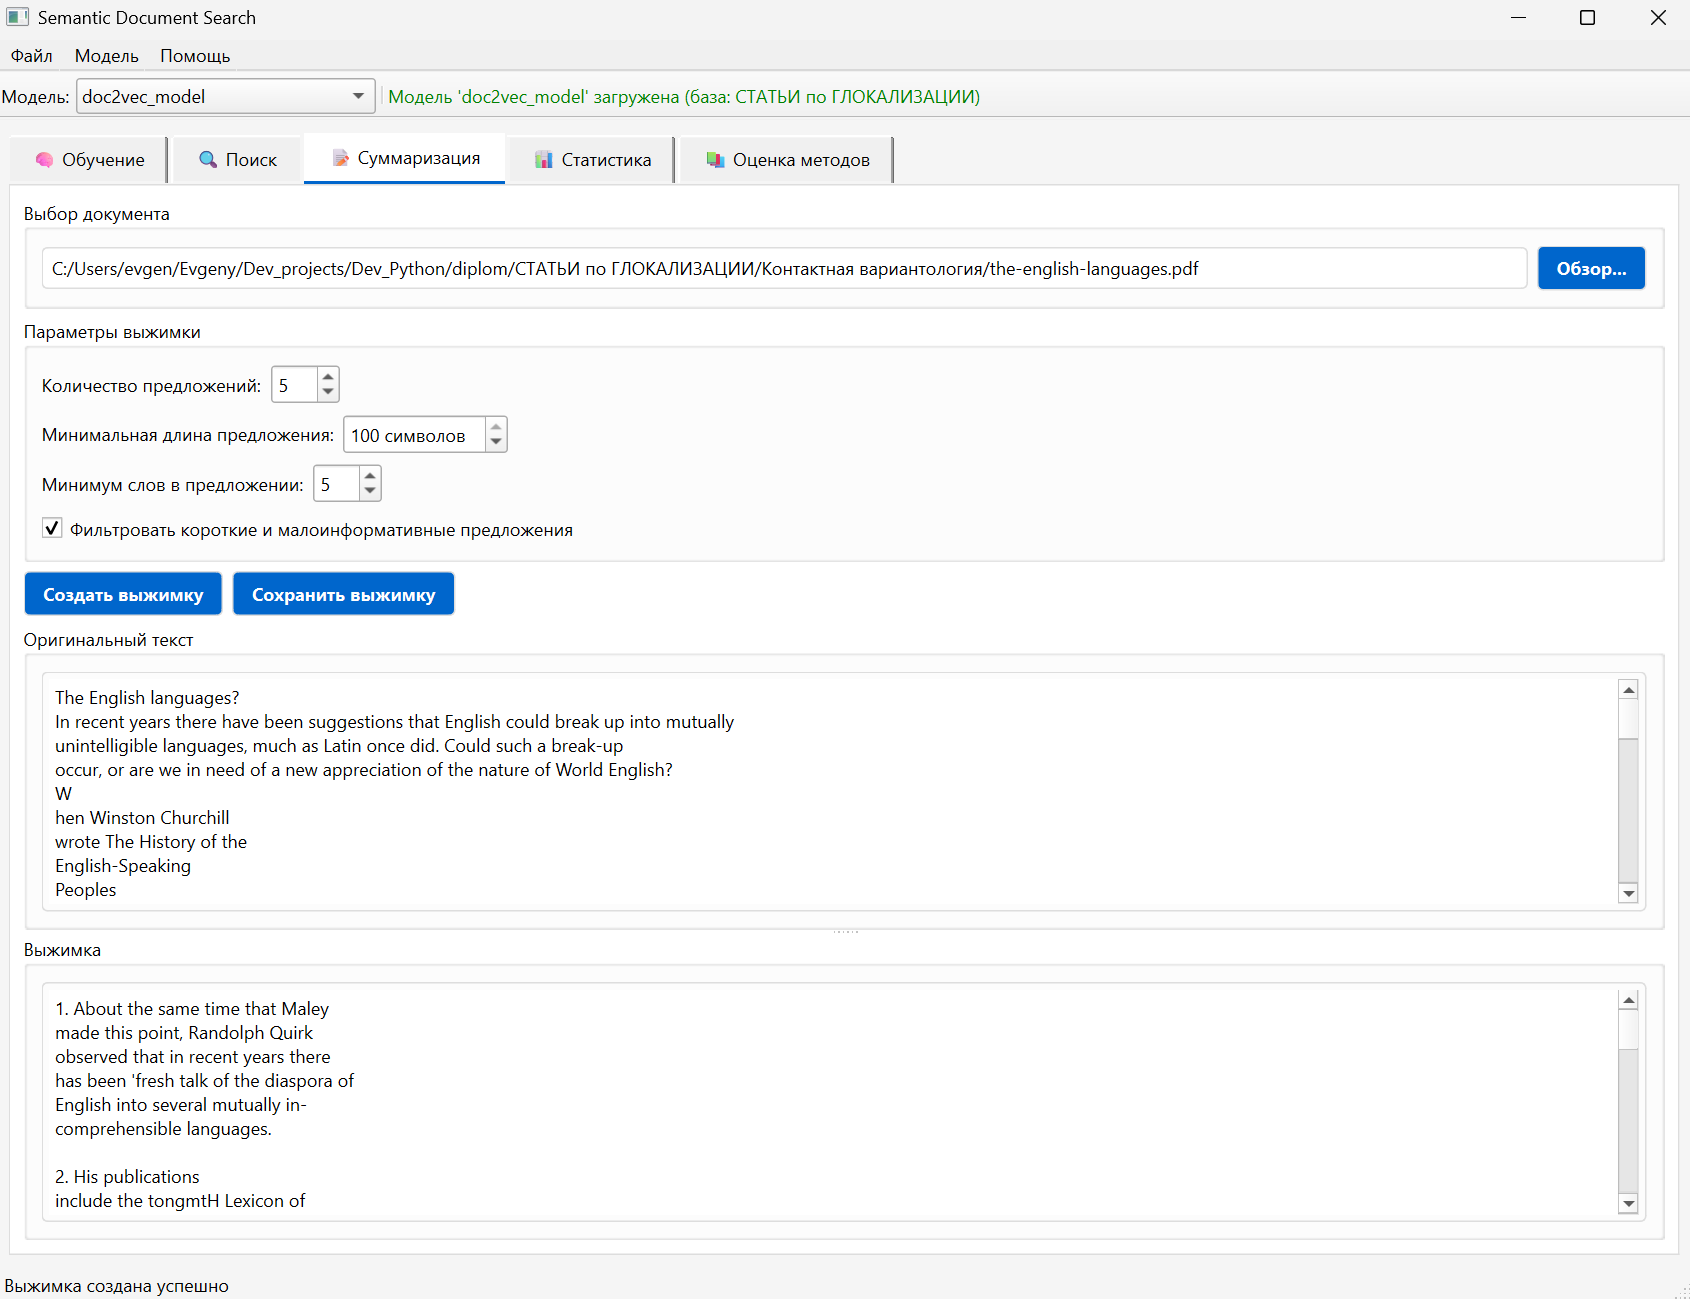 Semantic Document Search
Файл Модель Помощь
Модель: doc2vec_model Модель 'doc2vec_model' загружена (база: СТАТЬИ по ГЛОКАЛИЗАЦИИ)
Обучение Поиск Суммаризация Статистика Оценка методов
Выбор документа
C:/Users/evgen/Evgeny/Dev_projects/Dev_Python/diplom/СТАТЬИ по ГЛОКАЛИЗАЦИИ/Контактная вариантология/the-english-languages.pdf Обзор...
Параметры выжимки
Количество предложений: 5
Минимальная длина предложения: 100 символов
Минимум слов в предложении: 5
Фильтровать короткие и малоинформативные предложения
Создать выжимку Сохранить выжимку
Оригинальный текст
The English languages?
In recent years there have been suggestions that English could break up into mutually
unintelligible languages, much as Latin once did. Could such a break-up
occur, or are we in need of a new appreciation of the nature of World English?
W
hen Winston Churchill
wrote The History of the
English-Speaking
Peoples
Выжимка
1. About the same time that Maley
made this point, Randolph Quirk
observed that in recent years there
has been 'fresh talk of the diaspora of
English into several mutually in-
comprehensible languages.
2. His publications
include the tongmtH Lexicon of
Выжимка создана успешно